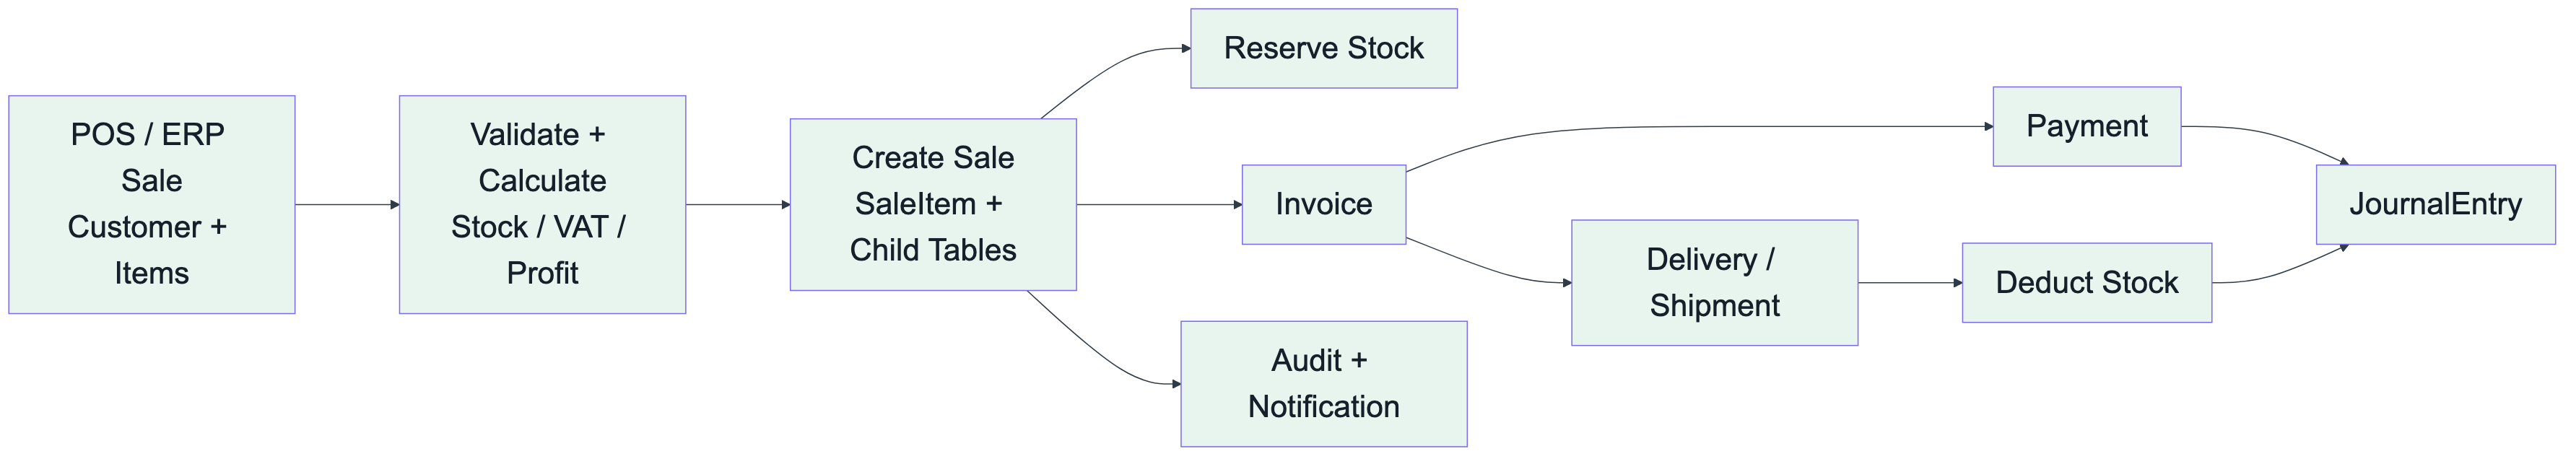 POS / ERP
Sale
Customer +
Items
Validate +
Calculate
Stock / VAT /
Profit
Create Sale
SaleItem +
Child Tables
Reserve Stock
Invoice
Audit +
Notification
Payment
Delivery /
Shipment
Deduct Stock
JournalEntry